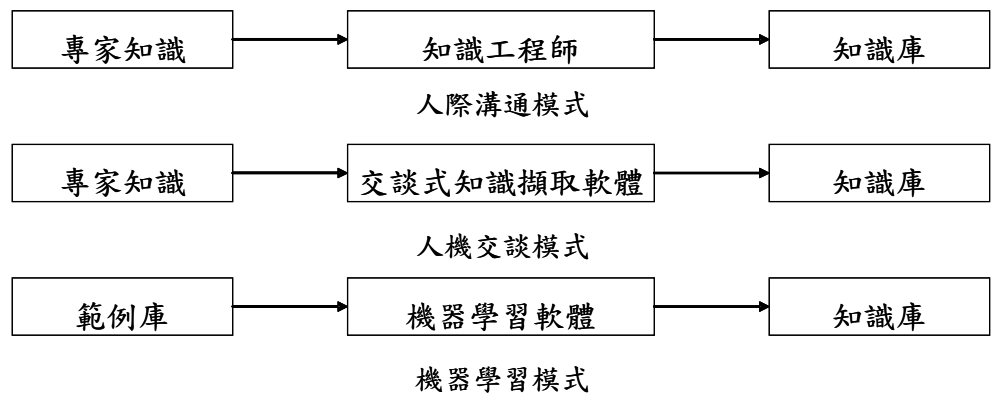 專家知識 知識工程師 知識庫
人際溝通模式
專家知識 交談式知識擷取軟體 知識庫
人機交談模式
範例庫 機器學習軟體 知識庫
機器學習模式